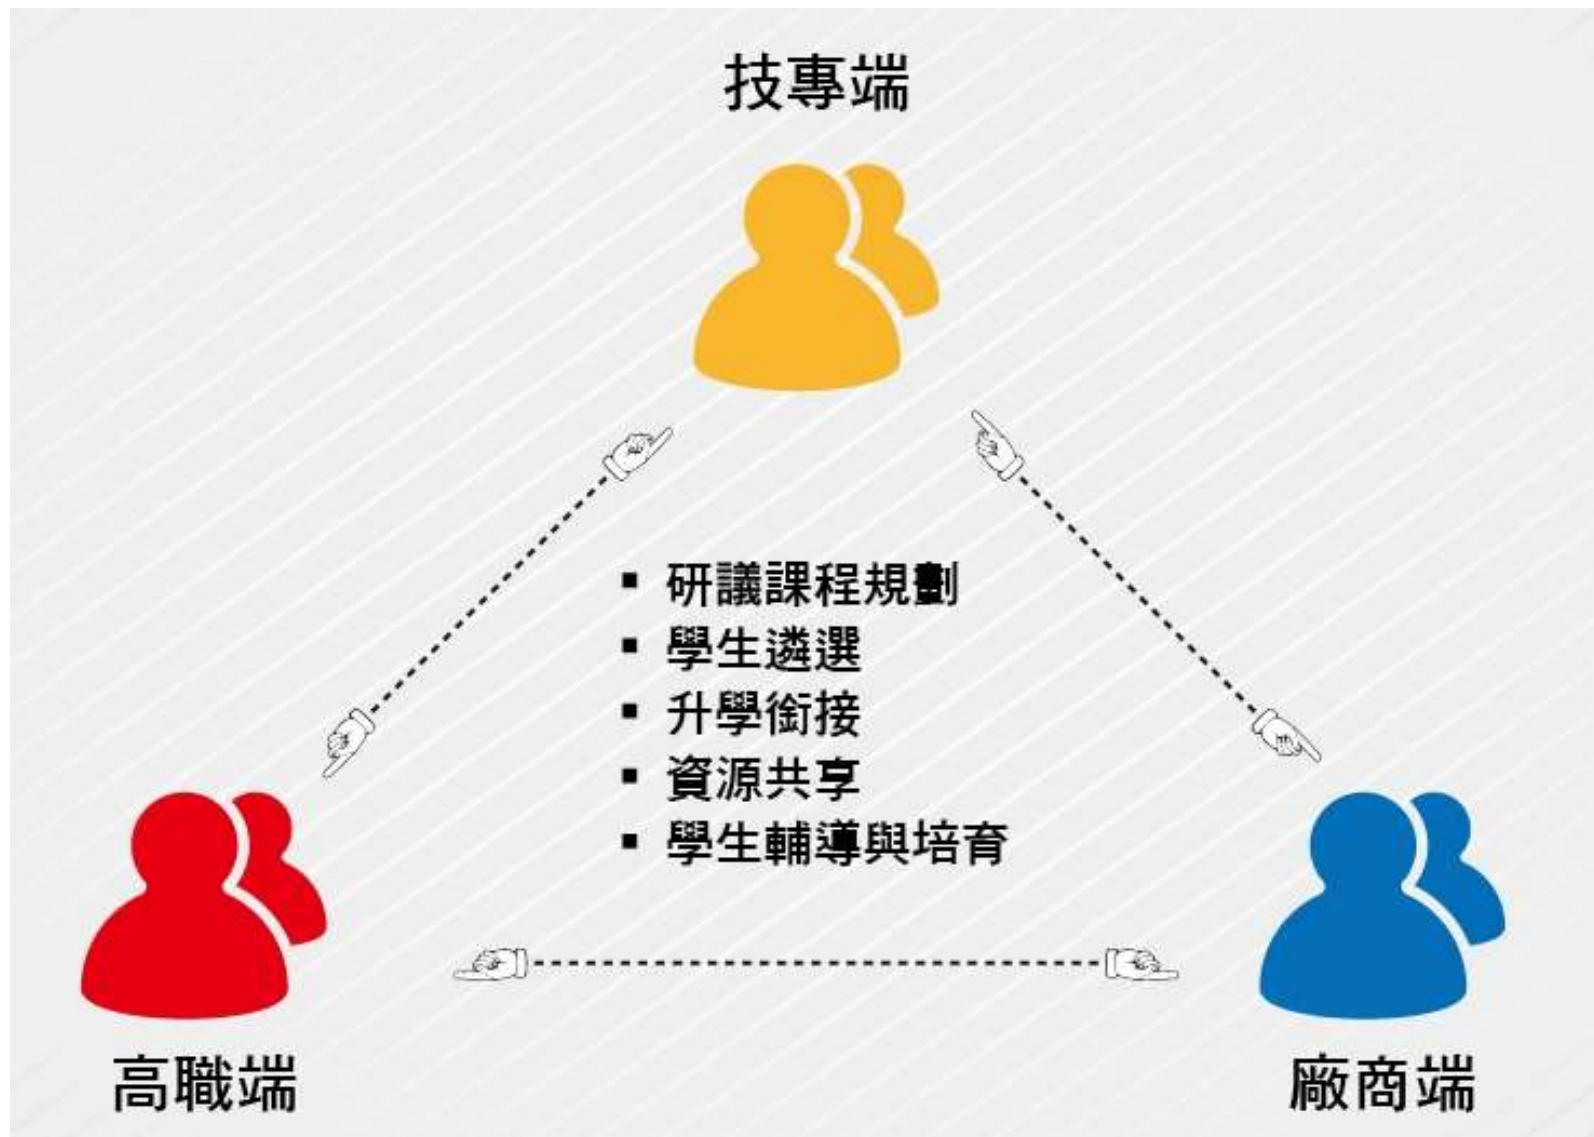 技專端
▪ 研議課程規劃
▪ 學生遴選
▪ 升學銜接
▪ 資源共享
▪ 學生輔導與培育
高職端
廠商端